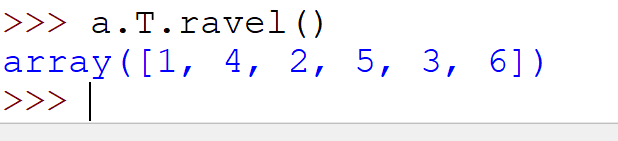 >>> a.T.ravel()
array([1, 4, 2, 5, 3, 6])
>>>